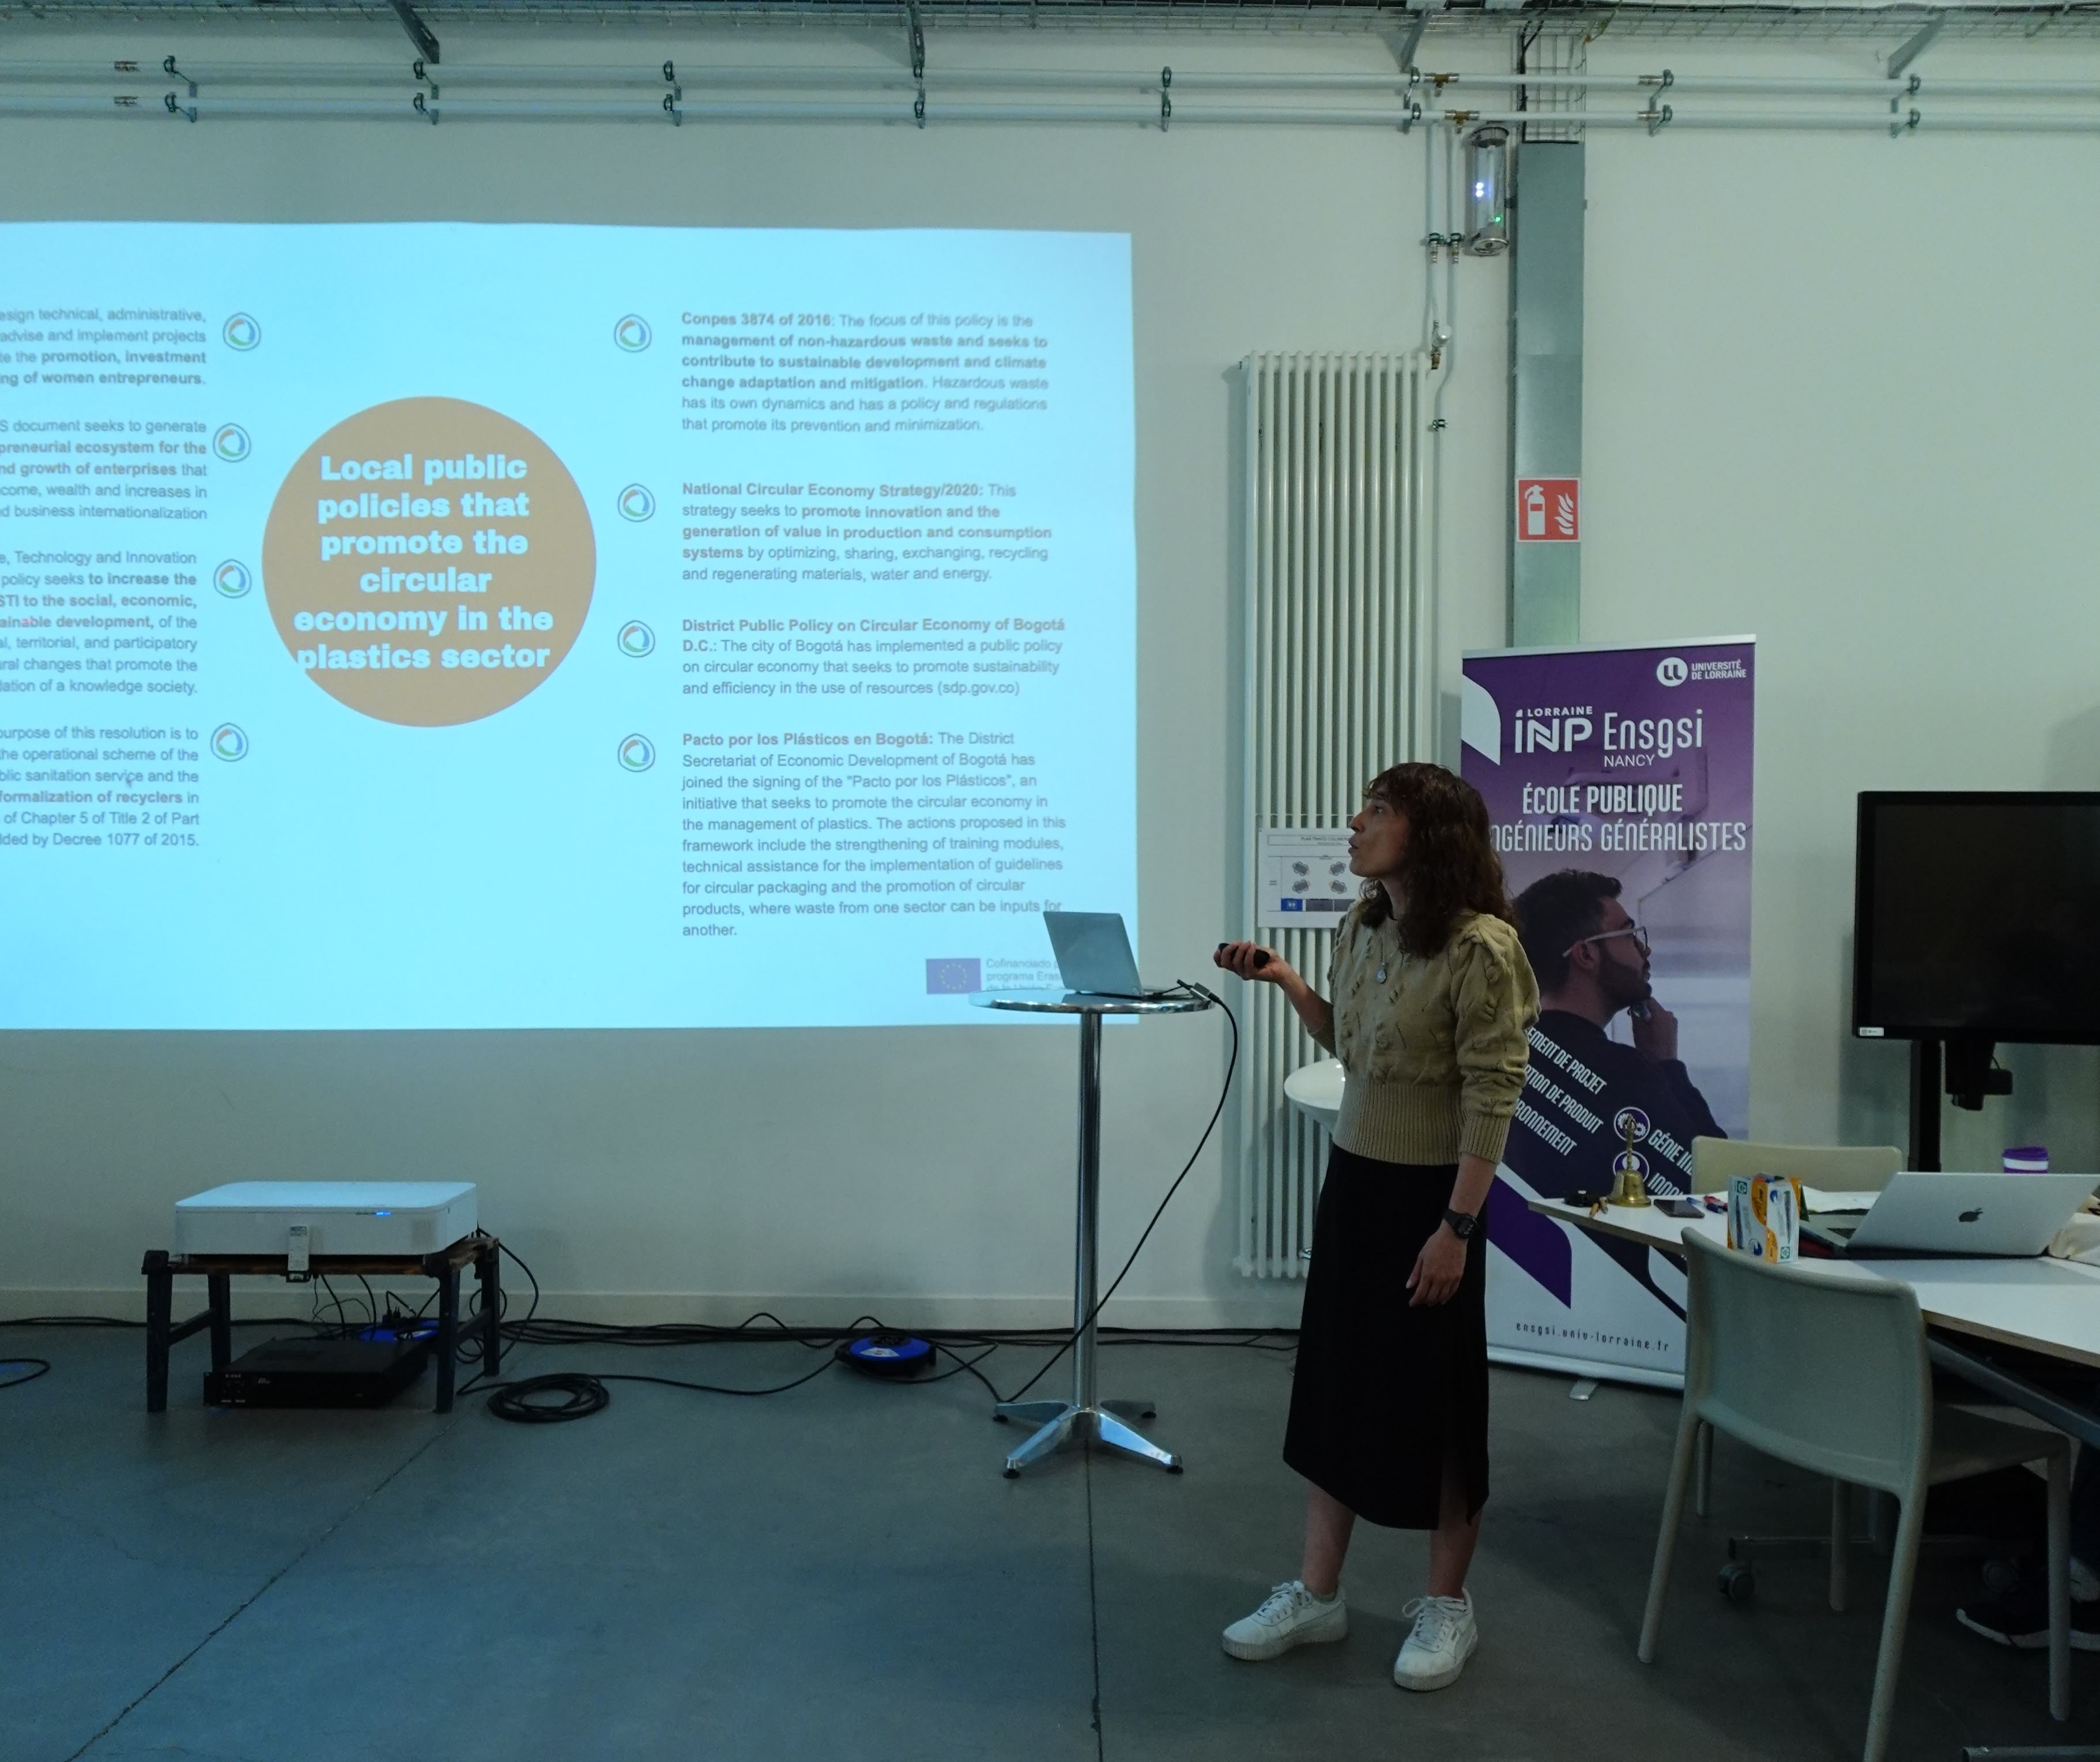 esign technical, administrative,
advise and implement projects
te the promotion, investment
ng of women entrepreneurs.
S document seeks to generate
preneurial ecosystem for the
nd growth of enterprises that
come, wealth and increases in
d business internationalization
e, Technology and Innovation
policy seeks to increase the
STI to the social, economic,
ainable development, of the
al, territorial, and participatory
ural changes that promote the
lation of a knowledge society.
purpose of this resolution is to
the operational scheme of the
blic sanitation service and the
formalization of recyclers in
of Chapter 5 of Title 2 of Part
ded by Decree 1077 of 2015.
Local public
policies that
promote the
circular
economy in the
plastics sector
Conpes 3874 of 2016: The focus of this policy is the
management of non-hazardous waste and seeks to
contribute to sustainable development and climate
change adaptation and mitigation. Hazardous waste
has its own dynamics and has a policy and regulations
that promote its prevention and minimization.
National Circular Economy Strategy/2020: This
strategy seeks to promote innovation and the
generation of value in production and consumption
systems by optimizing, sharing, exchanging, recycling
and regenerating materials, water and energy.
District Public Policy on Circular Economy of Bogotá
D.C.: The city of Bogotá has implemented a public policy
on circular economy that seeks to promote sustainability
and efficiency in the use of resources (sdp.gov.co)
Pacto por los Plásticos en Bogotá: The District
Secretariat of Economic Development of Bogotá has
joined the signing of the "Pacto por los Plásticos", an
initiative that seeks to promote the circular economy in
the management of plastics. The actions proposed in this
framework include the strengthening of training modules,
technical assistance for the implementation of guidelines
for circular packaging and the promotion of circular
products, where waste from one sector can be inputs for
another.
Cofinanciado
programa Eras
UNIVERSITÉ
DE LORRAINE
LORRAINE
INP Ensgsi
NANCY
ÉCOLE PUBLIQUE
NGÉNIEURS GÉNÉRALISTES
EMENT DE PROJET
TION DE PRODUIT
RONNEMENT
GÉNIE IN
INNO
ensgsi.univ-lorraine.fr